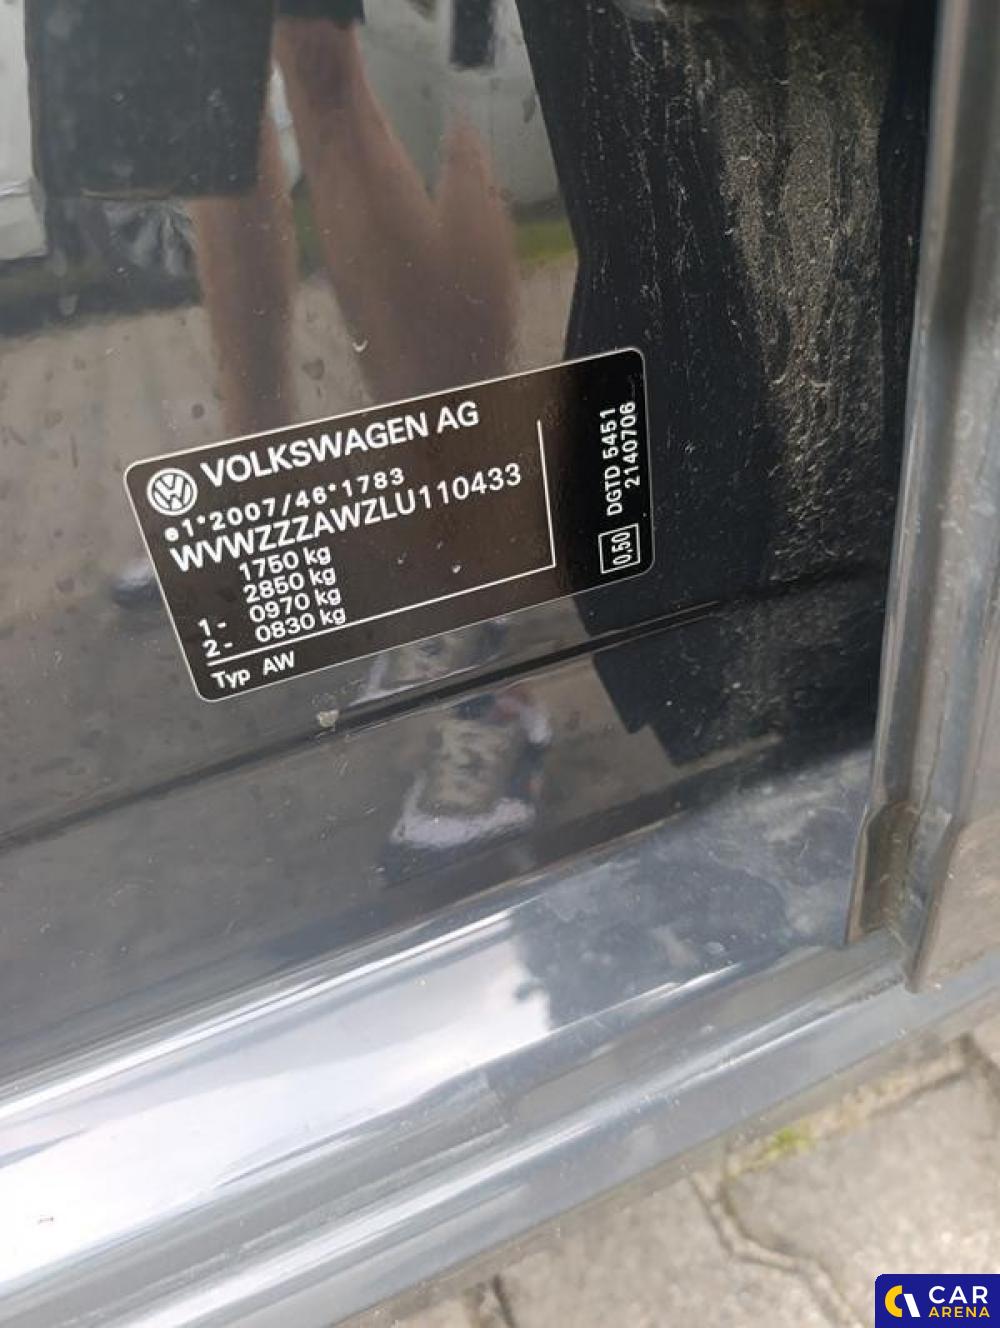 VOLKSWAGEN AG
e1*2007/46*1783
WVWZZZAWZLU110433
1750 kg
2850 kg
1- 0970 kg
2- 0830 kg
Typ AW
0,50
DGTD 5451
2140706
CAR
ARENA